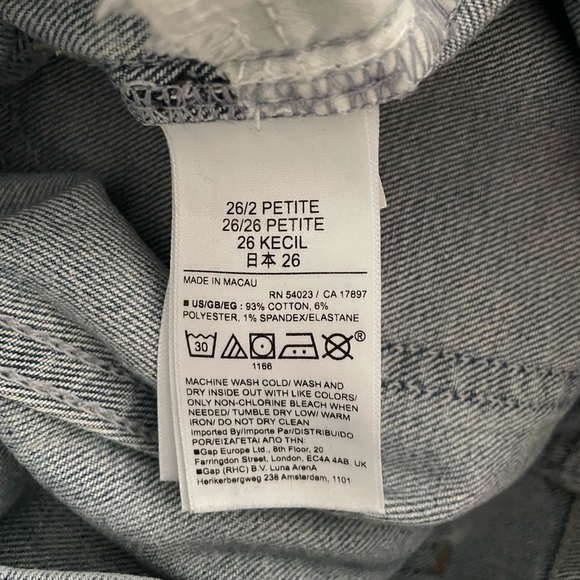 26/2 PETITE
26/26 PETITE
26 KECIL
日本 26
MADE IN MACAU
RN 54023 / CA 17897
■ US/GB/EG : 93% COTTON, 6%
POLYESTER, 1% SPANDEX/ELASTANE
30
®
1166
MACHINE WASH COLD/ WASH AND
DRY INSIDE OUT WITH LIKE COLORS/
ONLY NON-CHLORINE BLEACH WHEN
NEEDED/ TUMBLE DRY LOW/ WARM
IRON/ DO NOT DRY CLEAN
Imported By/Importe Par/DISTRIBUIDO
POR/ΕΙΣΑΓΕΤΑΙ ΑΠΟ ΤΗΝ:
■Gap Europe Ltd., 8th Floor, 20
Farringdon Street, London, EC4A 4AB. UK
■Gap (RHC) B.V. Luna ArenA
Herikerbergweg 238 Amsterdam, 1101